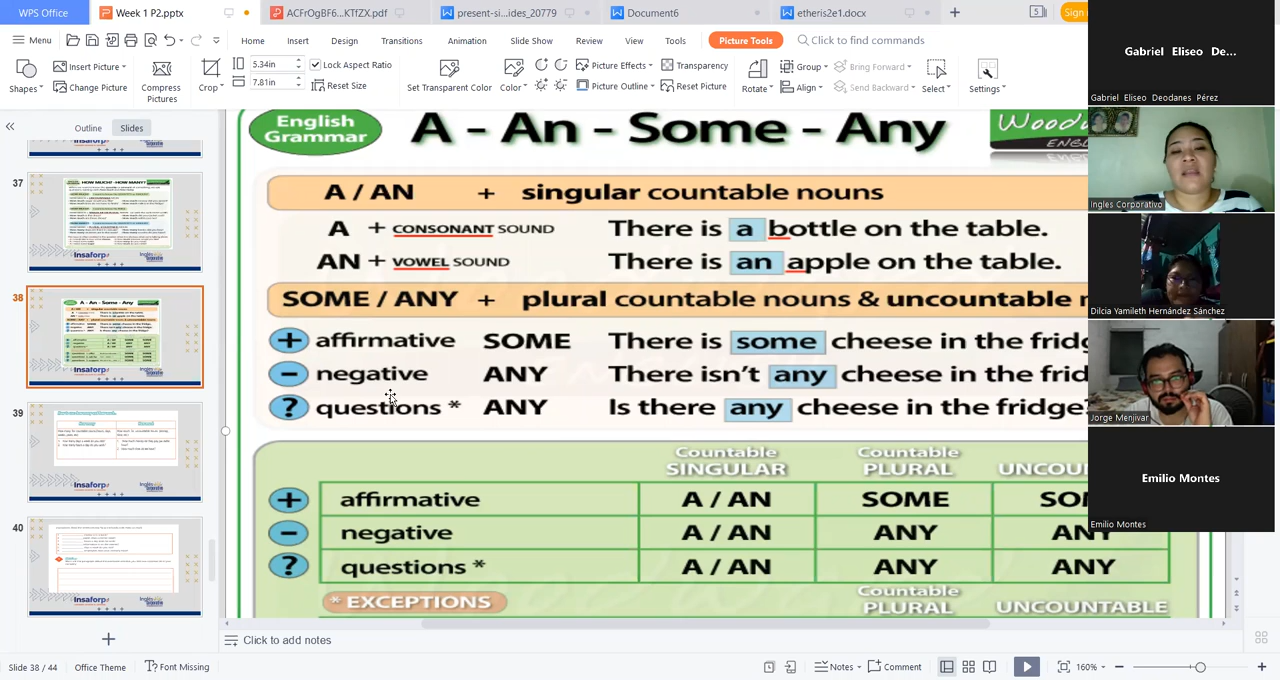 WPS Office
Week 1 P2.pptx
ACFrOgBF6...KTfZX.pdf
present-si...ides_20779
Document6
etheris2e1.docx
Sign
Menu
Home Insert Design Transitions Animation Slide Show Review View Tools Picture Tools Click to find commands
Shapes
Insert Picture
Change Picture
Compress Pictures
Crop
5.34in
7.81in
Lock Aspect Ratio
Reset Size
Set Transparent Color
Color
Picture Effects
Picture Outline
Transparency
Reset Picture
Rotate
Group
Align
Bring Forward
Send Backward
Select
Settings
Outline Slides
37
38
39
40
English Grammar
A - An - Some - Any
A / AN + singular countable nouns
A + CONSONANT SOUND There is a bottle on the table.
AN + VOWEL SOUND There is an apple on the table.
SOME / ANY + plural countable nouns & uncountable
+ affirmative SOME There is some cheese in the
− negative ANY There isn't any cheese in the
? questions * ANY Is there any cheese in the fridge?
Countable SINGULAR Countable PLURAL
+ affirmative A / AN SOME
− negative A / AN ANY ANY
? questions * A / AN ANY ANY
* EXCEPTIONS Countable PLURAL UNCOUNTABLE
Click to add notes
Slide 38 / 44 Office Theme Font Missing Notes Comment 160%
Gabriel Eliseo De...
Gabriel Eliseo Deodanes Pérez
Ingles Corporativo
Dilcia Yamileth Hernández Sánchez
Jorge Menjivar
Emilio Montes
Emilio Montes